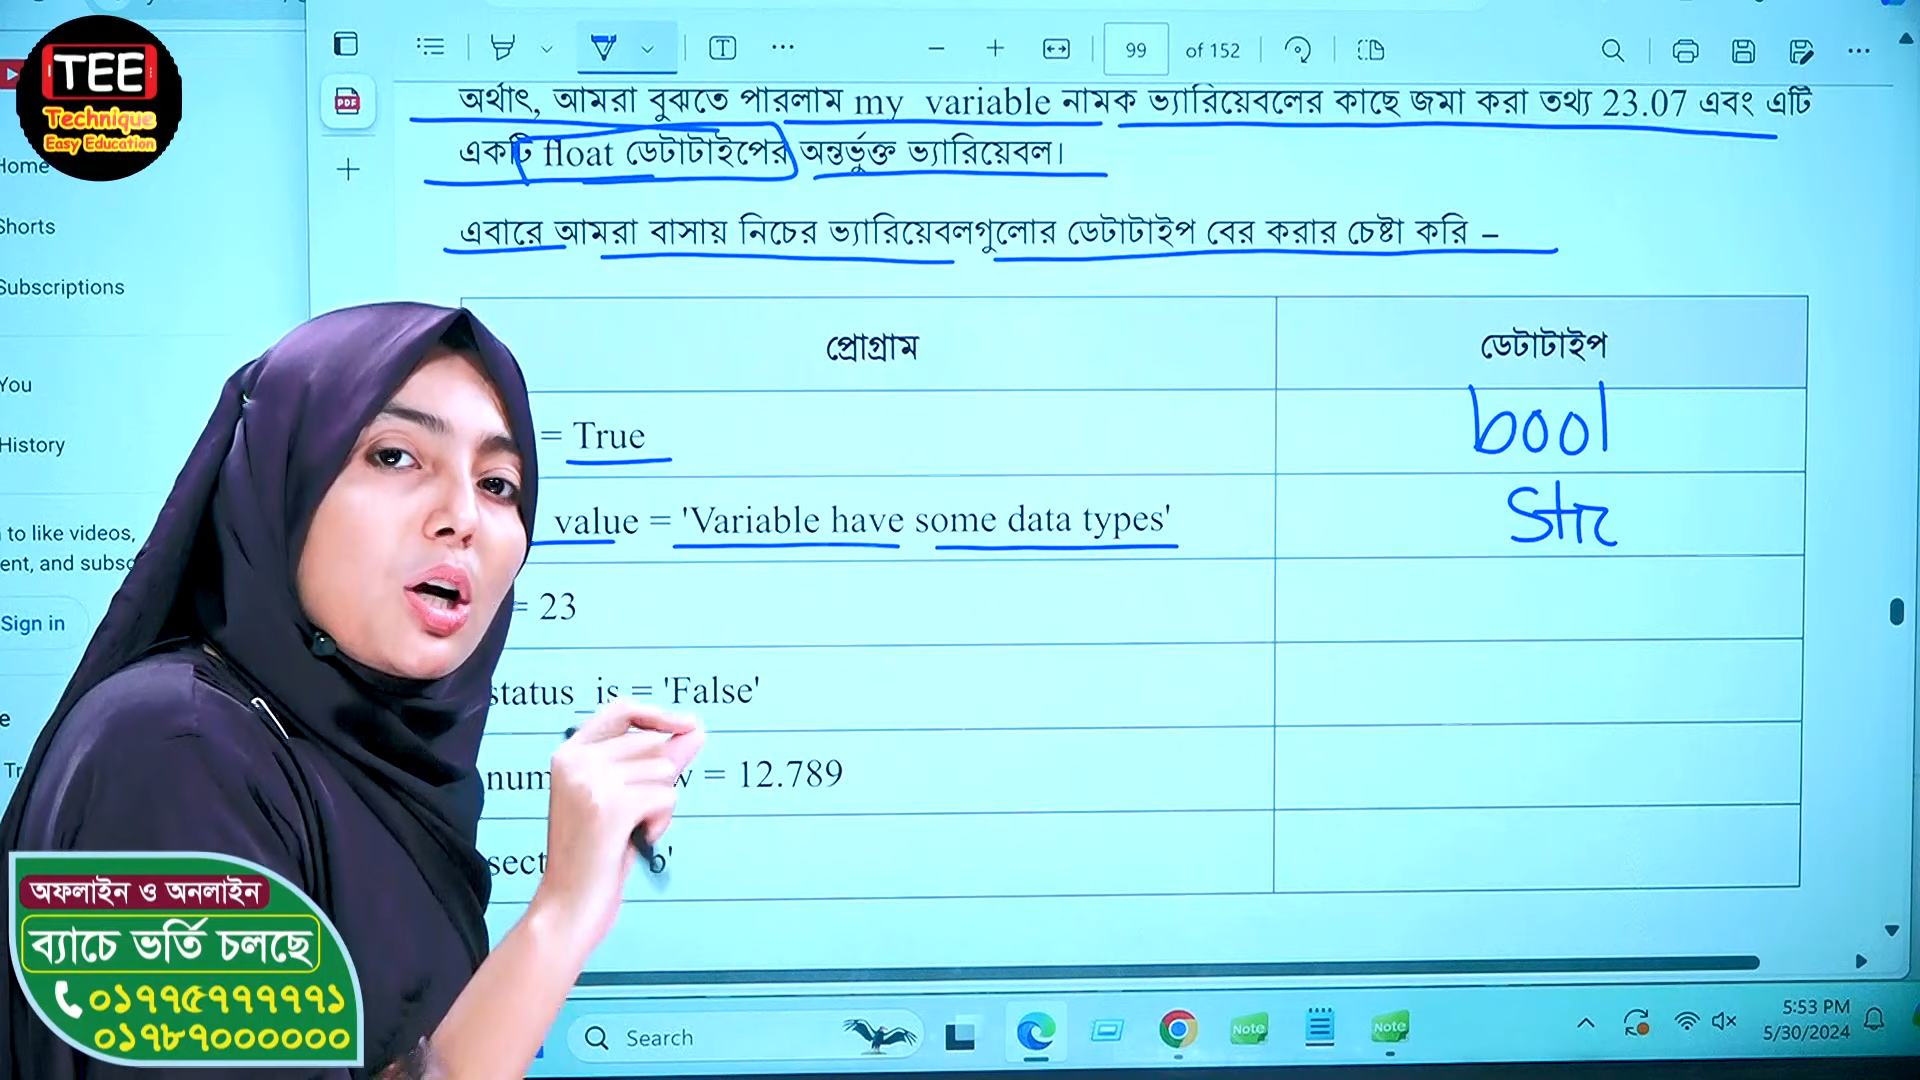 TEE
Technique
Easy Education
99 of 152
অর্থাৎ, আমরা বুঝতে পারলাম my variable নামক ভ্যারিয়েবলের কাছে জমা করা তথ্য 23.07 এবং এটি
একটি float ডেটাটাইপের অন্তর্ভুক্ত ভ্যারিয়েবল।
এবারে আমরা বাসায় নিচের ভ্যারিয়েবলগুলোর ডেটাটাইপ বের করার চেষ্টা করি –
প্রোগ্রাম ডেটাটাইপ
= True bool
value = 'Variable have some data types' Str
= 23
status_is = 'False'
= 12.789
Home
Shorts
Subscriptions
You
History
to like videos,
Sign in
PDF
অফলাইন ও অনলাইন
ব্যাচে ভর্তি চলছে
০১৭৭৫৭৭৭৭৭১
০১৭৮৭০০০০০০
Search
Note
Note
5:53 PM
5/30/2024